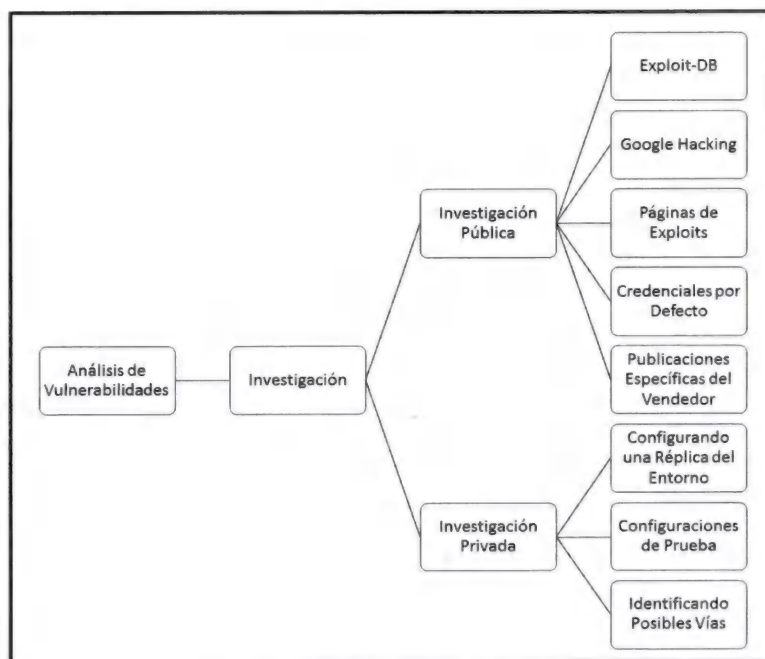 Análisis de
Vulnerabilidades
Investigación
Investigación
Pública
Exploit-DB
Google Hacking
Páginas de
Exploits
Credenciales por
Defecto
Publicaciones
Específicas del
Vendedor
Investigación
Privada
Configurando
una Réplica del
Entorno
Configuraciones
de Prueba
Identificando
Posibles Vías